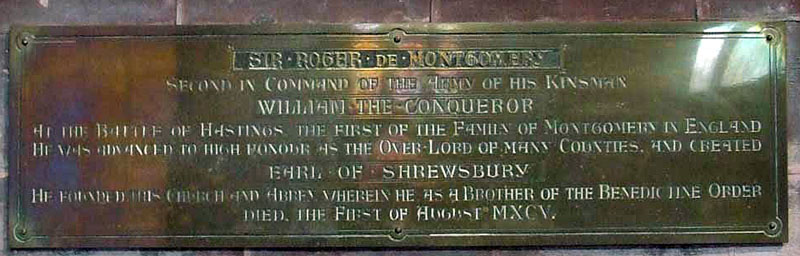 SIR · ROGER · DE · MONTGOMERY
SECOND IN COMMAND OF THE ARMY OF HIS KINSMAN
WILLIAM · THE · CONQUEROR
AT THE BATTLE OF HASTINGS, THE FIRST OF THE FAMILY OF MONTGOMERY IN ENGLAND
HE WAS ADVANCED TO HIGH HONOUR AS THE OVER-LORD OF MANY COUNTIES, AND CREATED
EARL · OF · SHREWSBURY
HE FOUNDED THIS CHURCH AND ABBEY, WHEREIN HE AS A BROTHER OF THE BENEDICTINE ORDER
DIED, THE FIRST OF AUGUST MXCV.